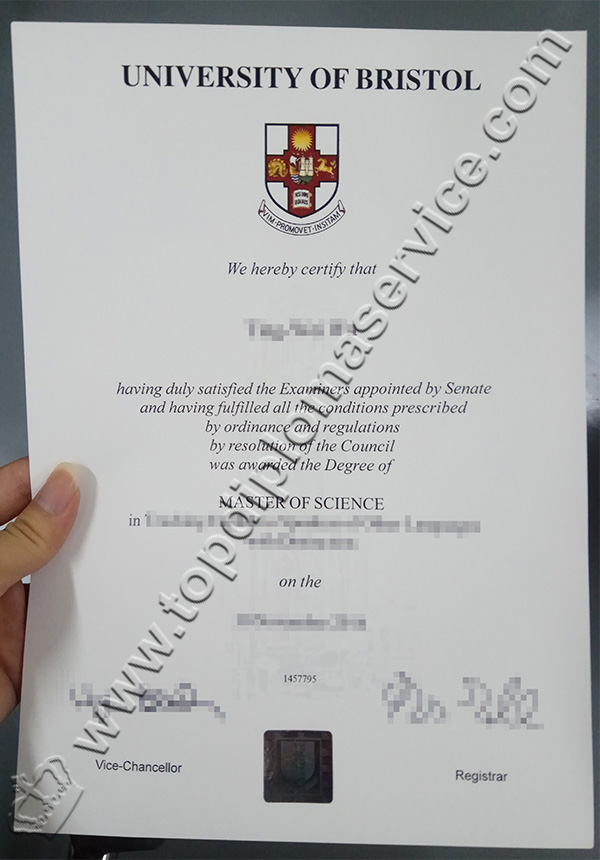 UNIVERSITY OF BRISTOL
VIM·PROMOVET·INSITAM
We hereby certify that
having duly satisfied the Examiners appointed by Senate
and having fulfilled all the conditions prescribed
by ordinance and regulations
by resolution of the Council
was awarded the Degree of
MASTER OF SCIENCE
in
on the
1457795
Vice-Chancellor
Registrar
www.topdiplomaservice.com